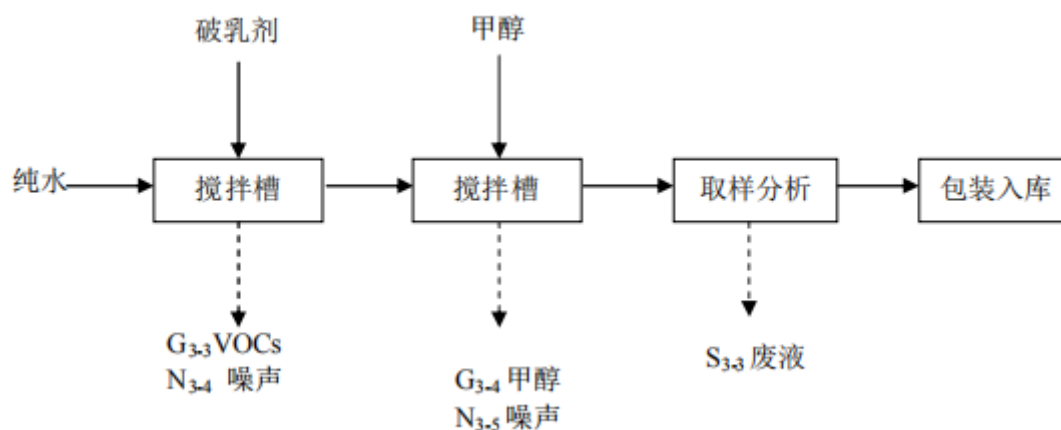 破乳剂
甲醇
纯水
搅拌槽
搅拌槽
取样分析
包装入库
G₃₋₃VOCs
N₃₋₄ 噪声
G₃₋₄ 甲醇
N₃₋₅ 噪声
S₃₋₃ 废液